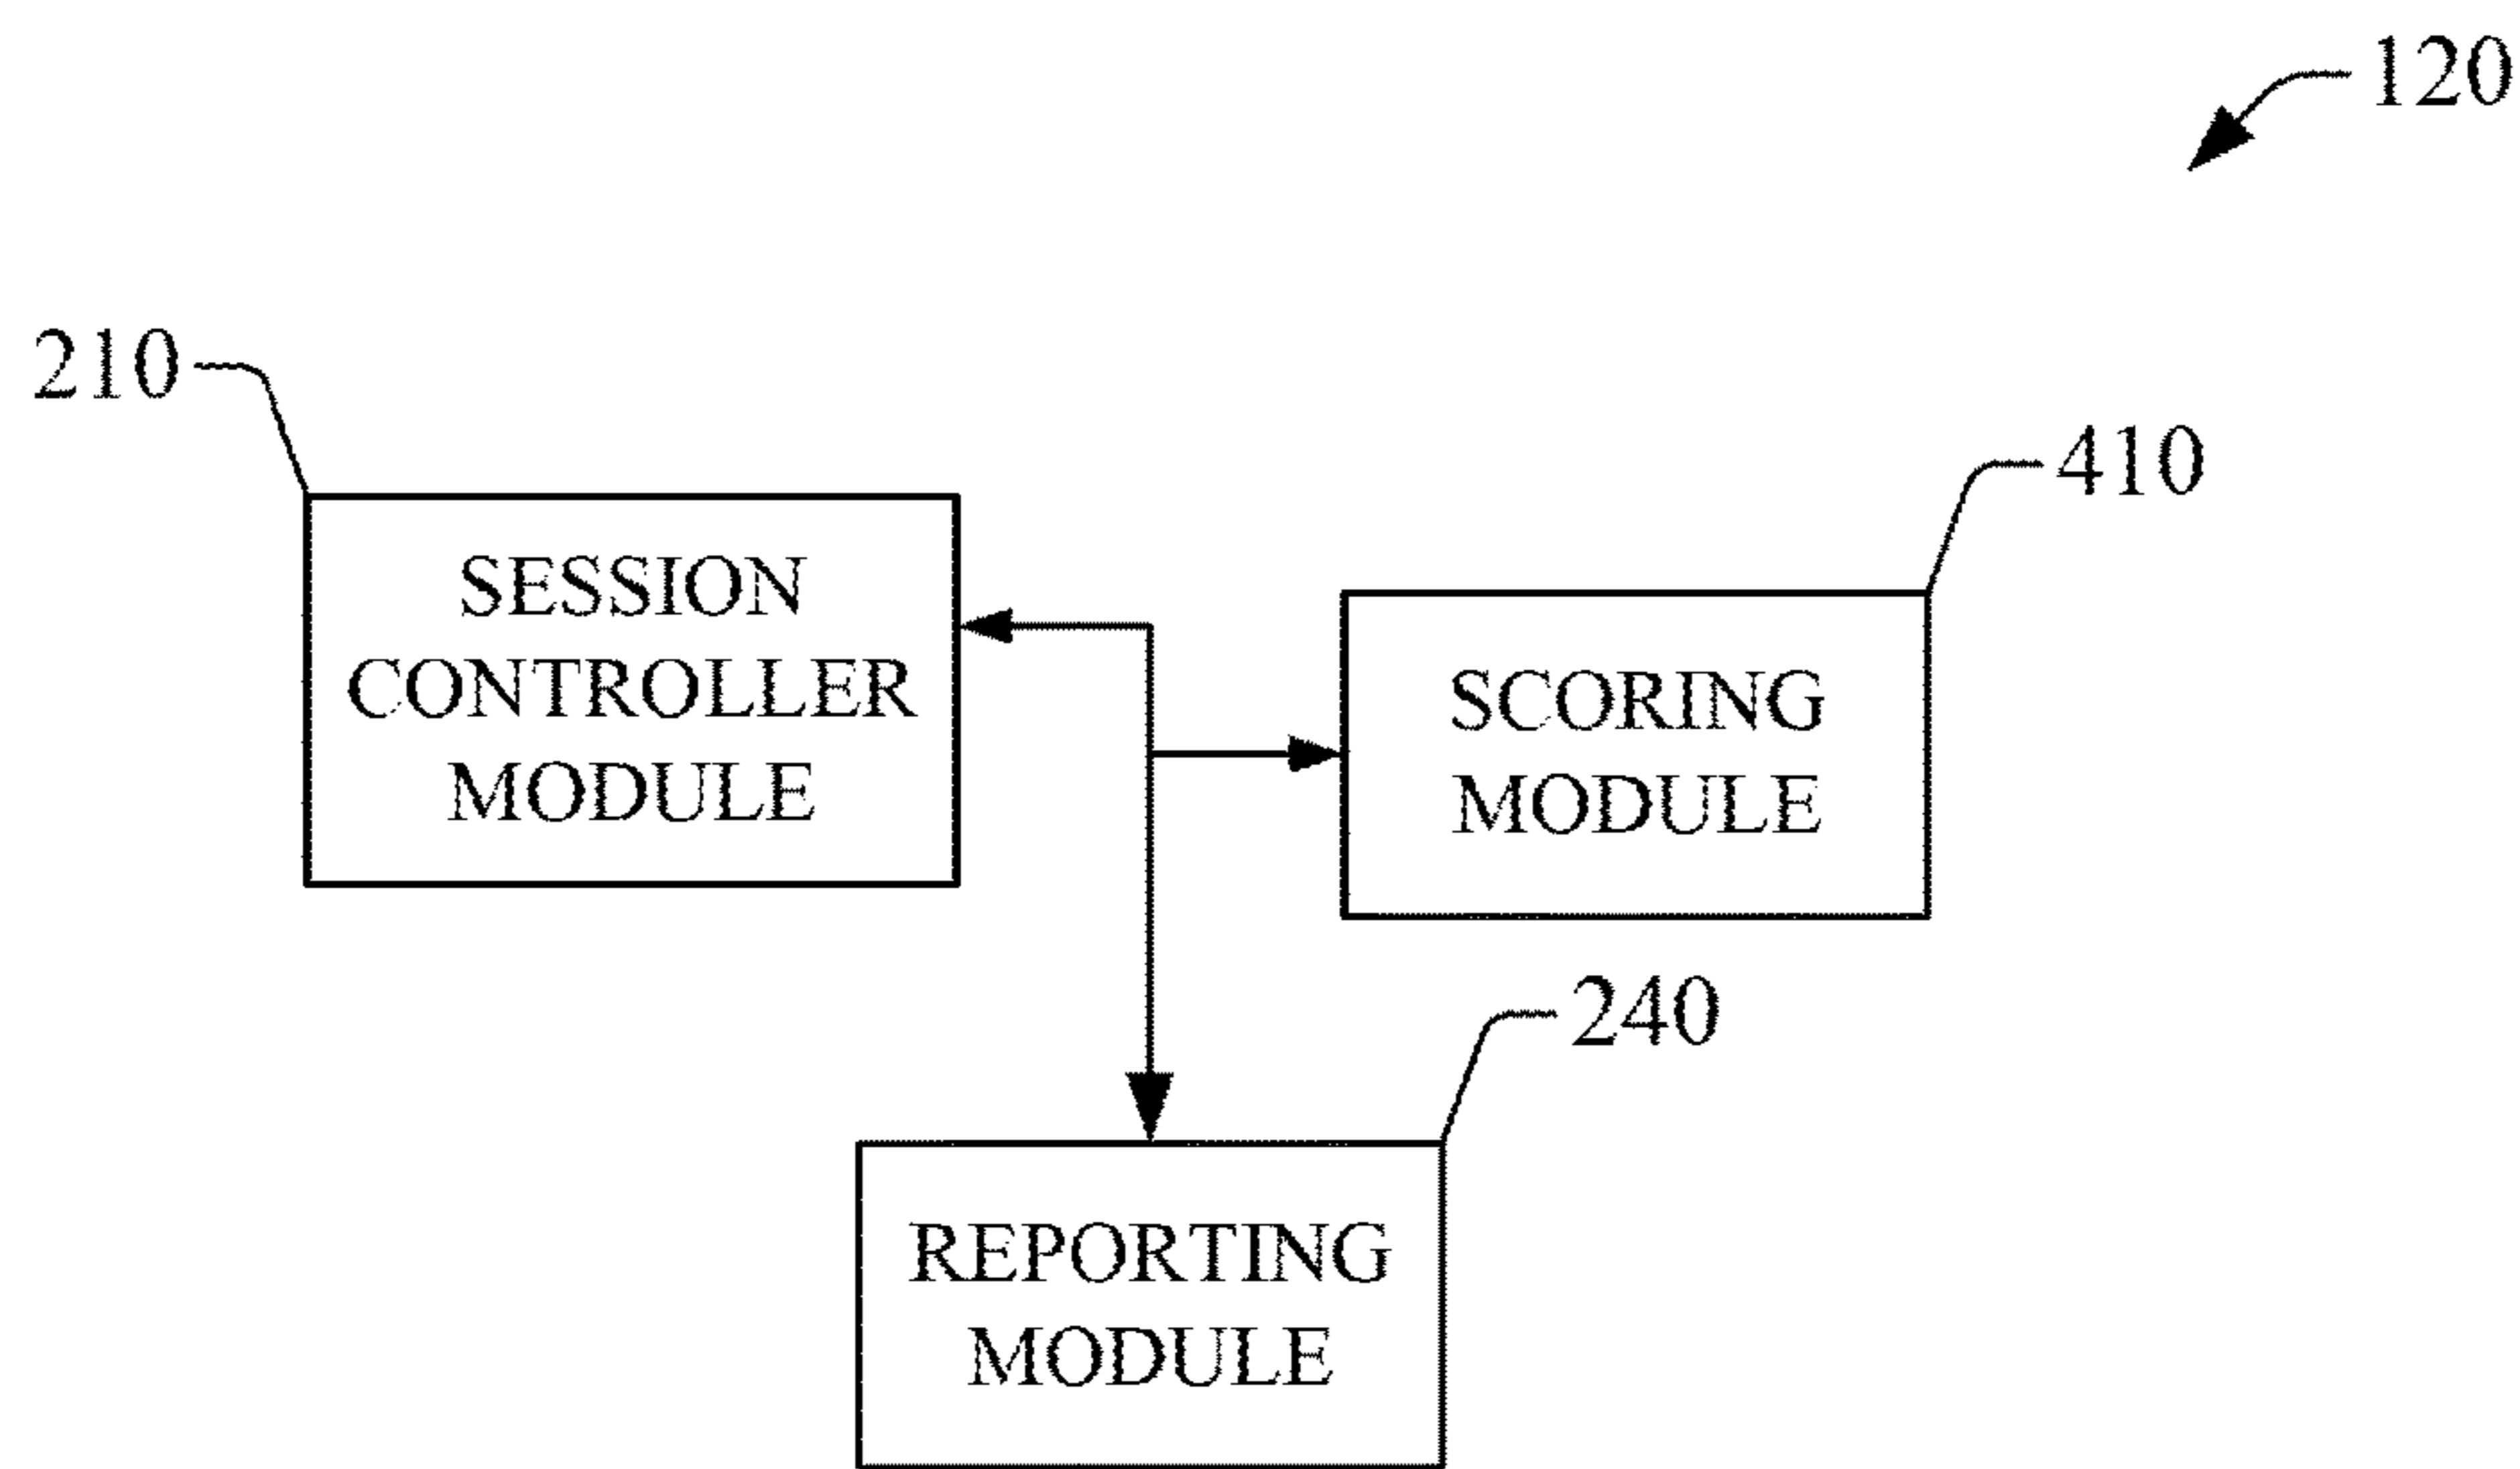 120
210
410
SESSION
CONTROLLER
MODULE
SCORING
MODULE
240
REPORTING
MODULE